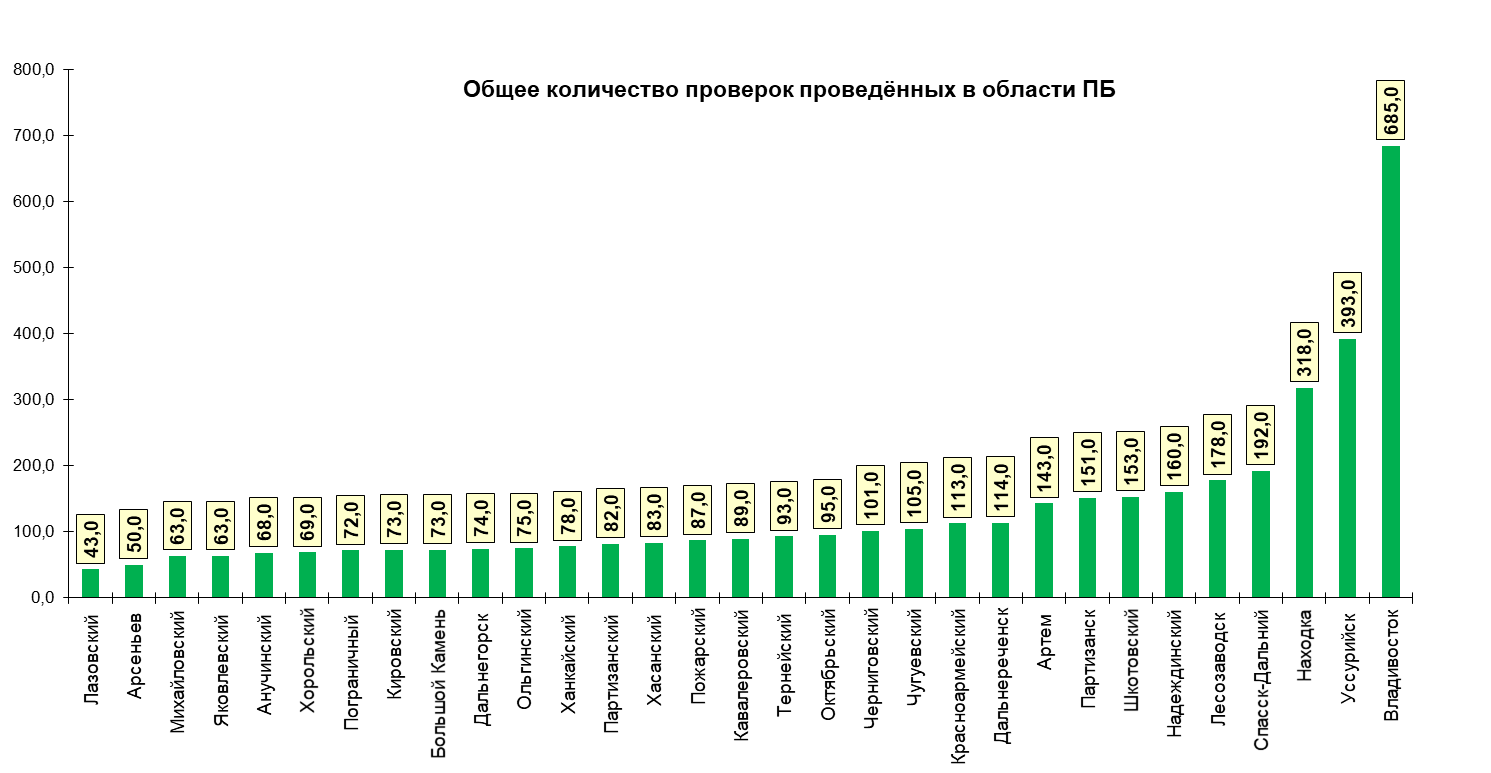 Общее количество проверок проведённых в области ПБ
800,0
700,0
600,0
500,0
400,0
300,0
200,0
100,0
0,0
43,0
50,0
63,0
63,0
68,0
69,0
72,0
73,0
73,0
74,0
75,0
78,0
82,0
83,0
87,0
89,0
93,0
95,0
101,0
105,0
113,0
114,0
143,0
151,0
153,0
160,0
178,0
192,0
318,0
393,0
685,0
Лазовский
Арсеньев
Михайловский
Яковлевский
Анучинский
Хорольский
Пограничный
Кировский
Большой Камень
Дальнегорск
Ольгинский
Ханкайский
Партизанский
Хасанский
Пожарский
Кавалеровский
Тернейский
Октябрьский
Черниговский
Чугуевский
Красноармейский
Дальнереченск
Артем
Партизанск
Шкотовский
Надеждинский
Лесозаводск
Спасск-Дальний
Находка
Уссурийск
Владивосток